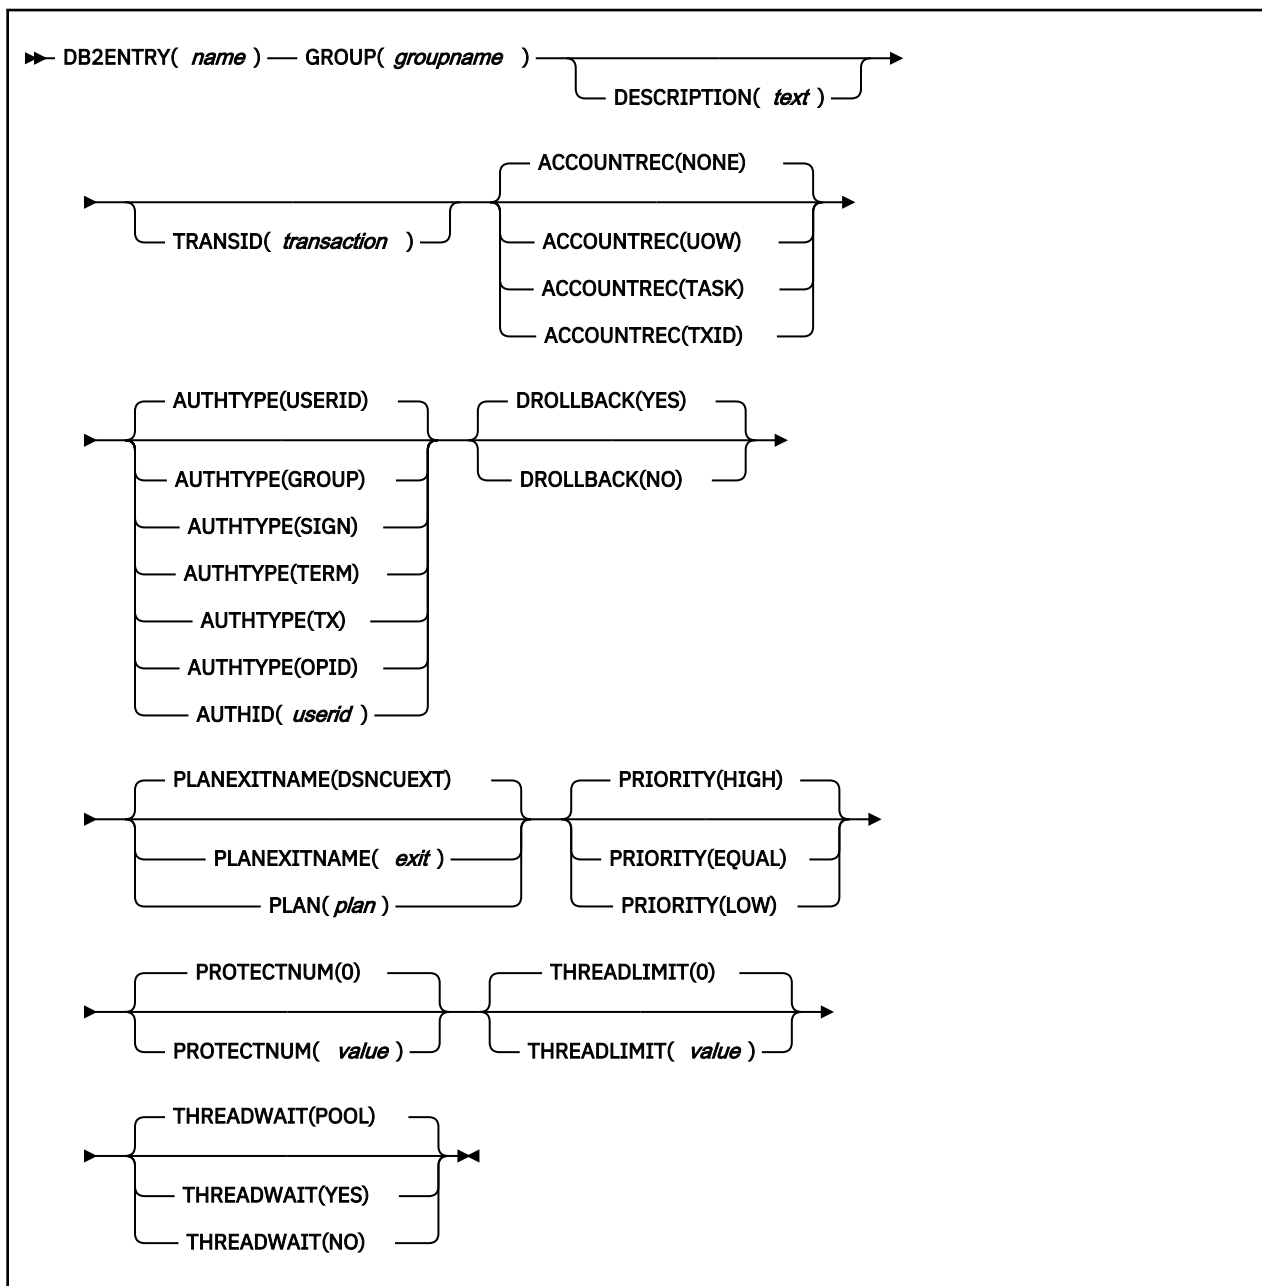 DB2ENTRY( name ) GROUP( groupname )
DESCRIPTION( text )
ACCOUNTREC(NONE)
TRANSID( transaction ) ACCOUNTREC(UOW)
ACCOUNTREC(TASK)
ACCOUNTREC(TXID)
AUTHTYPE(USERID) DROLLBACK(YES)
AUTHTYPE(GROUP) DROLLBACK(NO)
AUTHTYPE(SIGN)
AUTHTYPE(TERM)
AUTHTYPE(TX)
AUTHTYPE(OPID)
AUTHID( userid )
PLANEXITNAME(DSNCUEXT) PRIORITY(HIGH)
PLANEXITNAME( exit ) PRIORITY(EQUAL)
PLAN( plan ) PRIORITY(LOW)
PROTECTNUM(0) THREADLIMIT(0)
PROTECTNUM( value ) THREADLIMIT( value )
THREADWAIT(POOL)
THREADWAIT(YES)
THREADWAIT(NO)